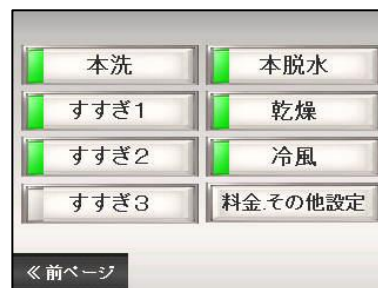 本洗
本脱水
すすぎ1
乾燥
すすぎ2
冷風
すすぎ3
料金.その他設定
≪前ページ